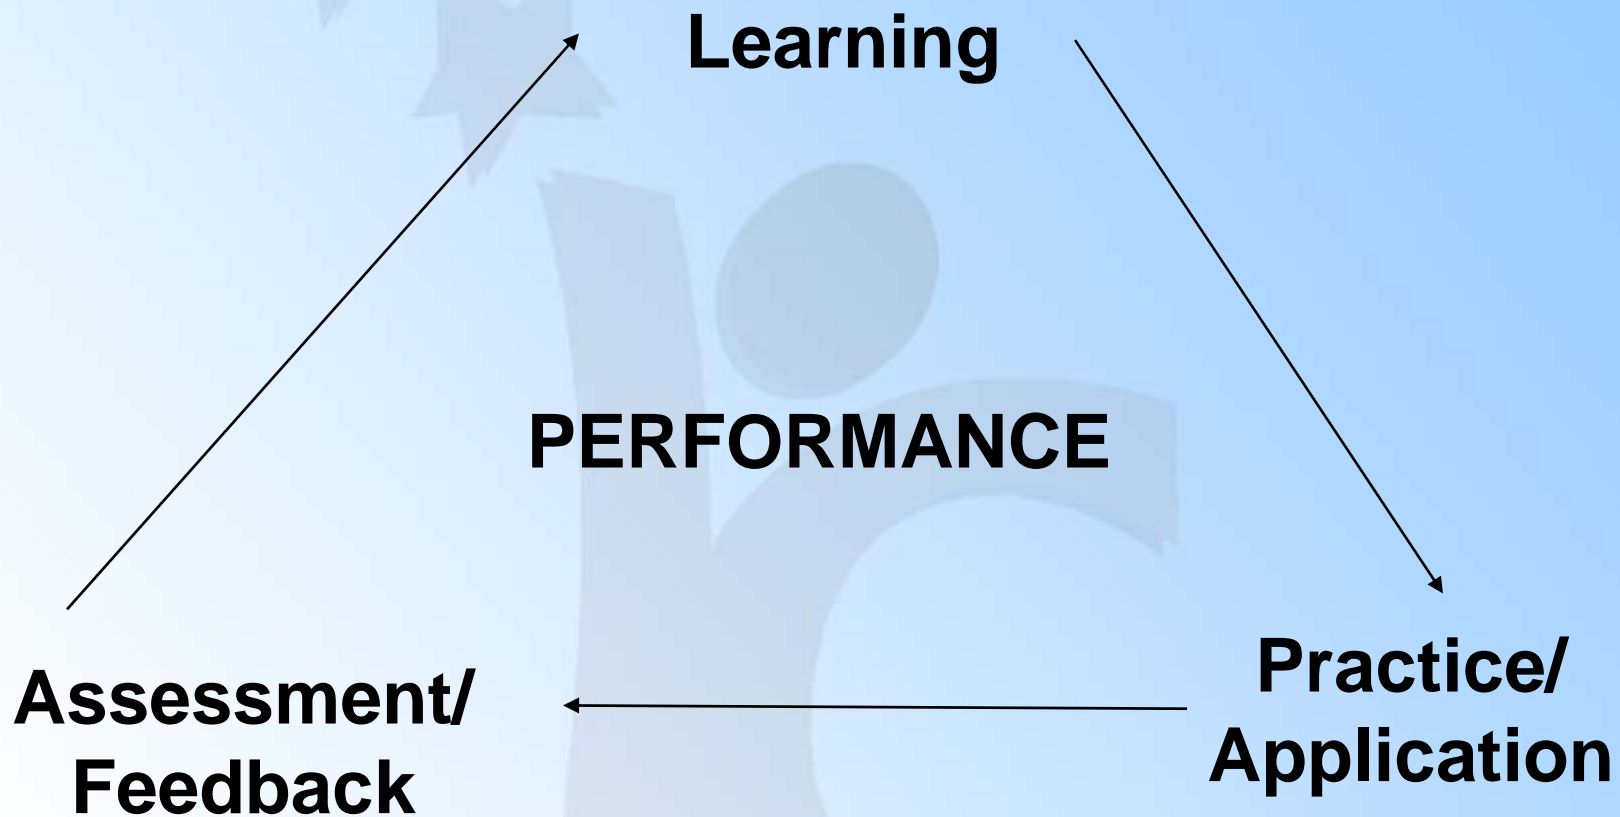 Learning
PERFORMANCE
Practice/
Application
Assessment/
Feedback